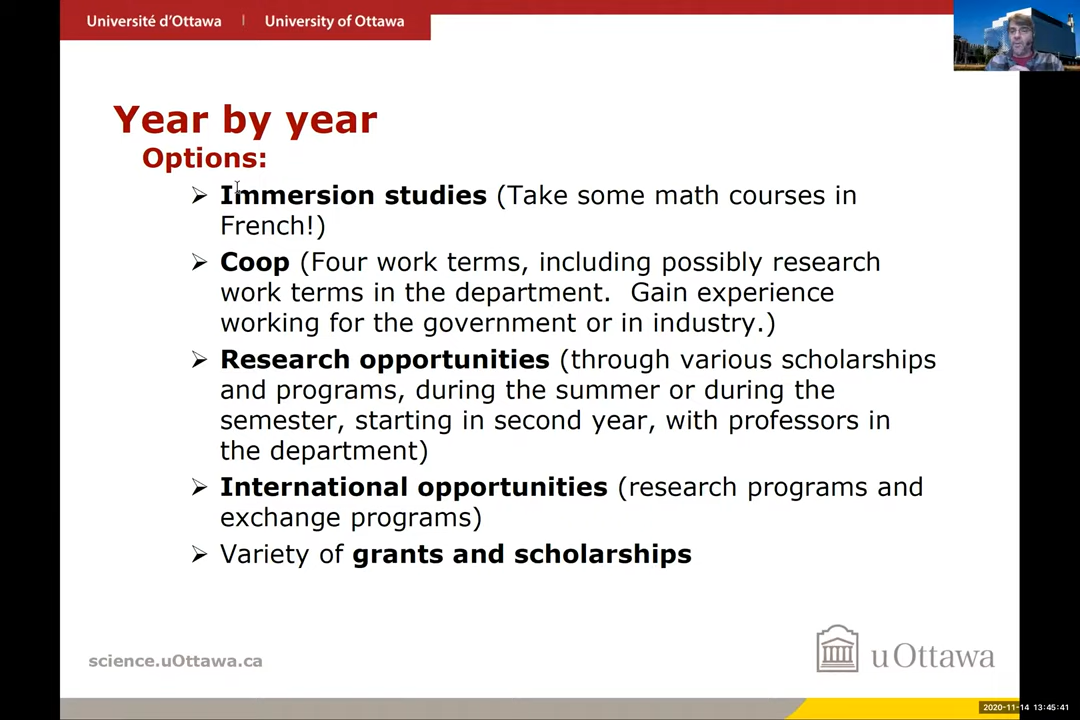 Université d'Ottawa | University of Ottawa
Year by year
Options:
➢ Immersion studies (Take some math courses in
French!)
➢ Coop (Four work terms, including possibly research
work terms in the department. Gain experience
working for the government or in industry.)
➢ Research opportunities (through various scholarships
and programs, during the summer or during the
semester, starting in second year, with professors in
the department)
➢ International opportunities (research programs and
exchange programs)
➢ Variety of grants and scholarships
science.uOttawa.ca
uOttawa
2020-11-14 13:45:41